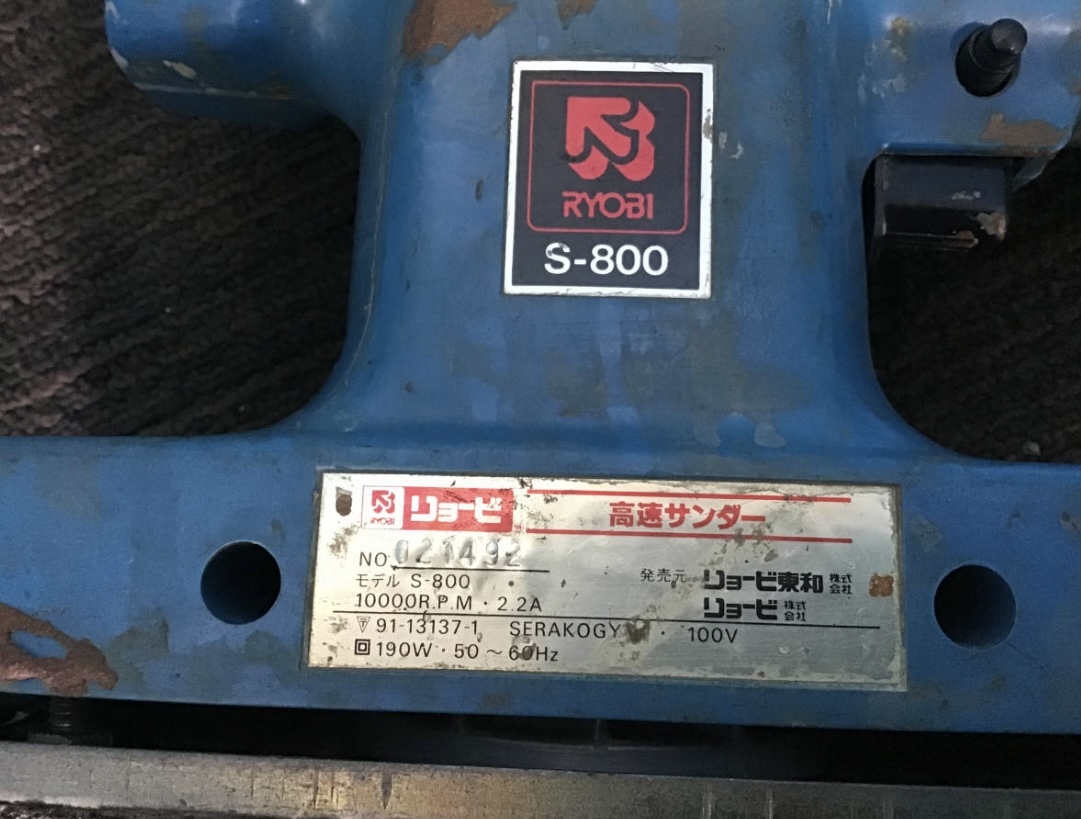 RYOBI
S-800
RYOBI リョービ 高速サンダー
NO 021492
モデル S-800
発売元 リョービ東和 株式会社
10000R.P.M・2.2A
リョービ 株式会社
91-13137-1 SERAKOGY ・ 100V
190W・50～60Hz